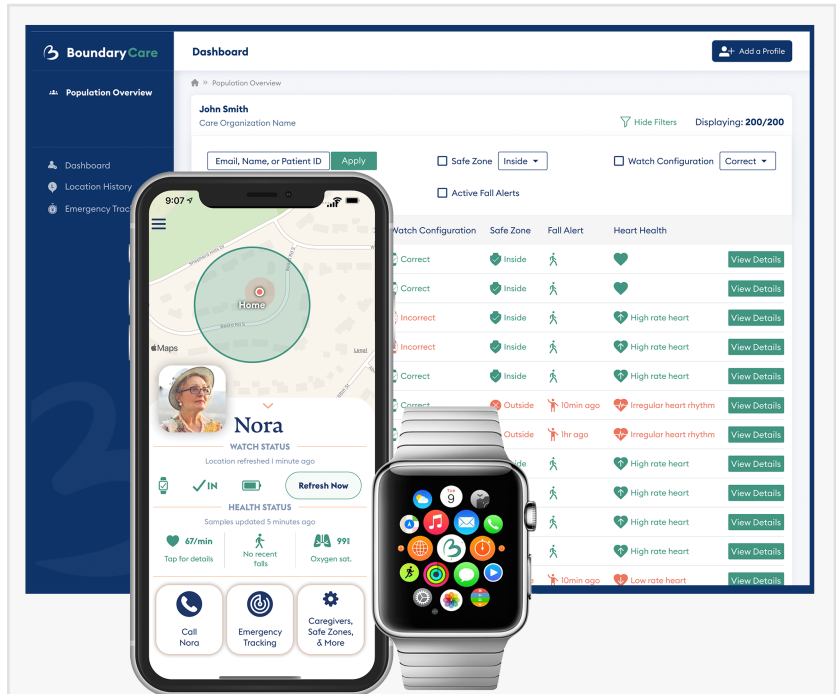 BoundaryCare
Dashboard
Add a Profile
Population Overview
Population Overview
John Smith
Care Organization Name
Hide Filters
Displaying: 200/200
Email, Name, or Patient ID
Apply
Safe Zone
Inside
Watch Configuration
Correct
Active Fall Alerts
Dashboard
Location History
Emergency Trac
Watch Configuration Safe Zone Fall Alert Heart Health
Correct Inside View Details
Correct Inside View Details
Incorrect Inside High rate heart View Details
Incorrect Inside High rate heart View Details
Correct Inside High rate heart View Details
Correct Outside 10min ago Irregular heart rhythm View Details
Outside 1hr ago Irregular heart rhythm View Details
ide High rate heart View Details
High rate heart View Details
High rate heart View Details
High rate heart View Details
10min ago Low rate heart View Details
9:07
Home
Maps
Legal
Nora
WATCH STATUS
Location refreshed 1 minute ago
IN
Refresh Now
HEALTH STATUS
Samples updated 5 minutes ago
67/min
Tap for details
No recent
falls
Oxygen sat.
Call
Nora
Emergency
Tracking
Caregivers,
Safe Zones,
& More
Tue
9